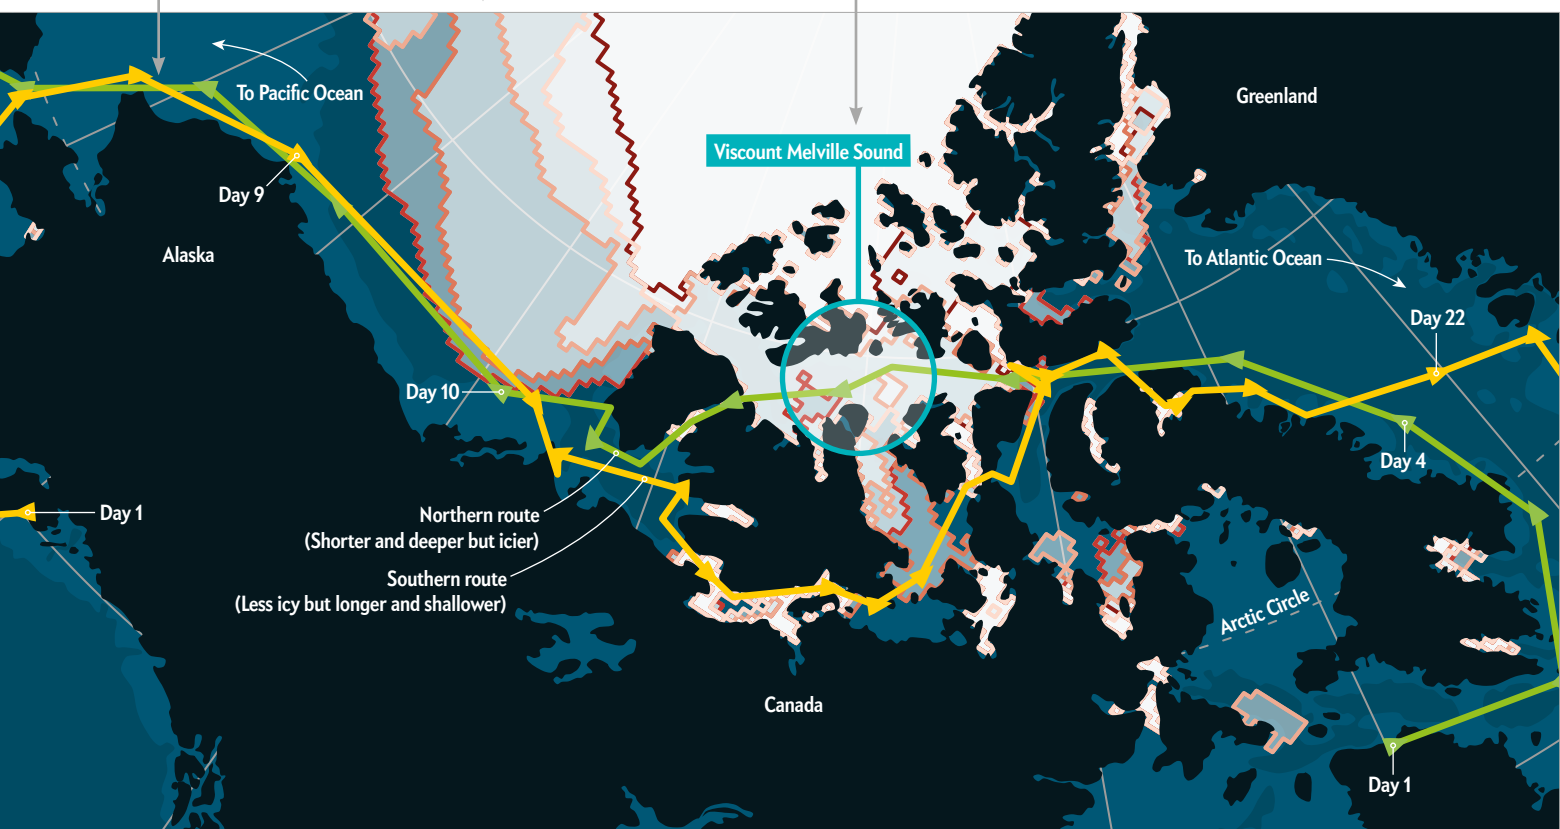 To Pacific Ocean
Greenland
Viscount Melville Sound
Day 9
Alaska
To Atlantic Ocean
Day 22
Day 10
Day 4
Day 1
Northern route
(Shorter and deeper but icier)
Southern route
(Less icy but longer and shallower)
Arctic Circle
Canada
Day 1